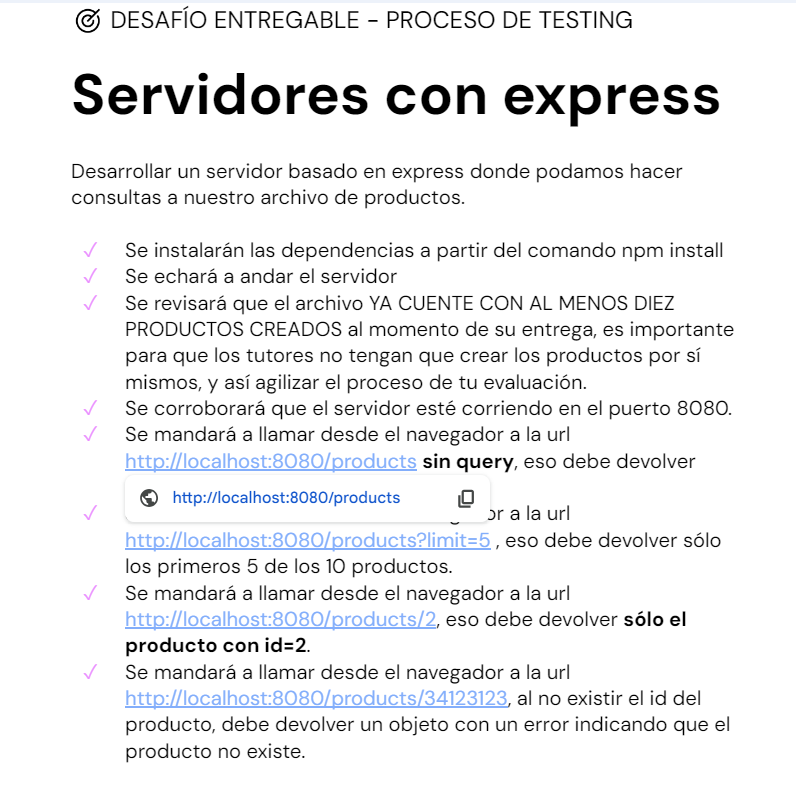 DESAFÍO ENTREGABLE - PROCESO DE TESTING
Servidores con express
Desarrollar un servidor basado en express donde podamos hacer
consultas a nuestro archivo de productos.
Se instalarán las dependencias a partir del comando npm install
Se echará a andar el servidor
Se revisará que el archivo YA CUENTE CON AL MENOS DIEZ
PRODUCTOS CREADOS al momento de su entrega, es importante
para que los tutores no tengan que crear los productos por sí
mismos, y así agilizar el proceso de tu evaluación.
Se corroborará que el servidor esté corriendo en el puerto 8080.
Se mandará a llamar desde el navegador a la url
http://localhost:8080/products sin query, eso debe devolver
http://localhost:8080/products
a la url
http://localhost:8080/products?limit=5 , eso debe devolver sólo
los primeros 5 de los 10 productos.
Se mandará a llamar desde el navegador a la url
http://localhost:8080/products/2, eso debe devolver sólo el
producto con id=2.
Se mandará a llamar desde el navegador a la url
http://localhost:8080/products/34123123, al no existir el id del
producto, debe devolver un objeto con un error indicando que el
producto no existe.